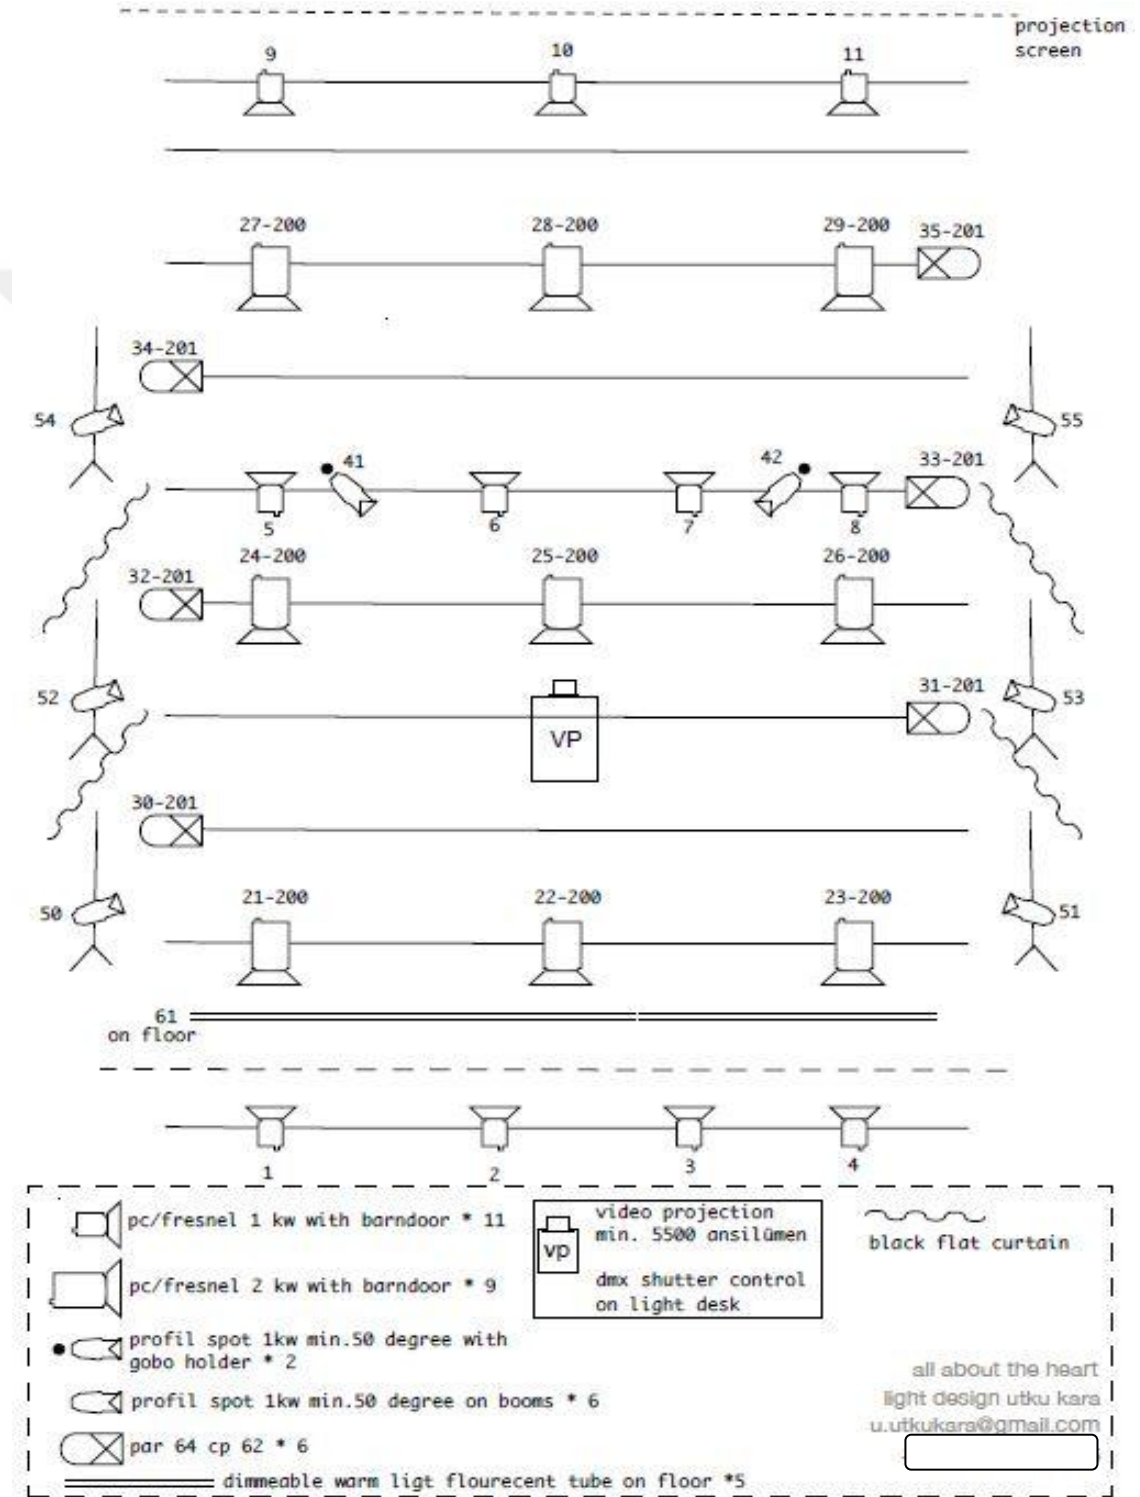 projection
screen
9 10 11
27-200 28-200 29-200 35-201
34-201
54 55
41 42 33-201
5 6 7 8
24-200 25-200 26-200
32-201
52 31-201 53
VP
30-201
21-200 22-200 23-200
50 51
61
on floor
1 2 3 4
pc/fresnel 1 kw with barndoor * 11
pc/fresnel 2 kw with barndoor * 9
profil spot 1kw min.50 degree with
gobo holder * 2
profil spot 1kw min.50 degree on booms * 6
par 64 cp 62 * 6
dimmeable warm ligt flourecent tube on floor *5
vp
video projection
min. 5500 ansilümen
dmx shutter control
on light desk
black flat curtain
all about the heart
light design utku kara
u.utkukara@gmail.com